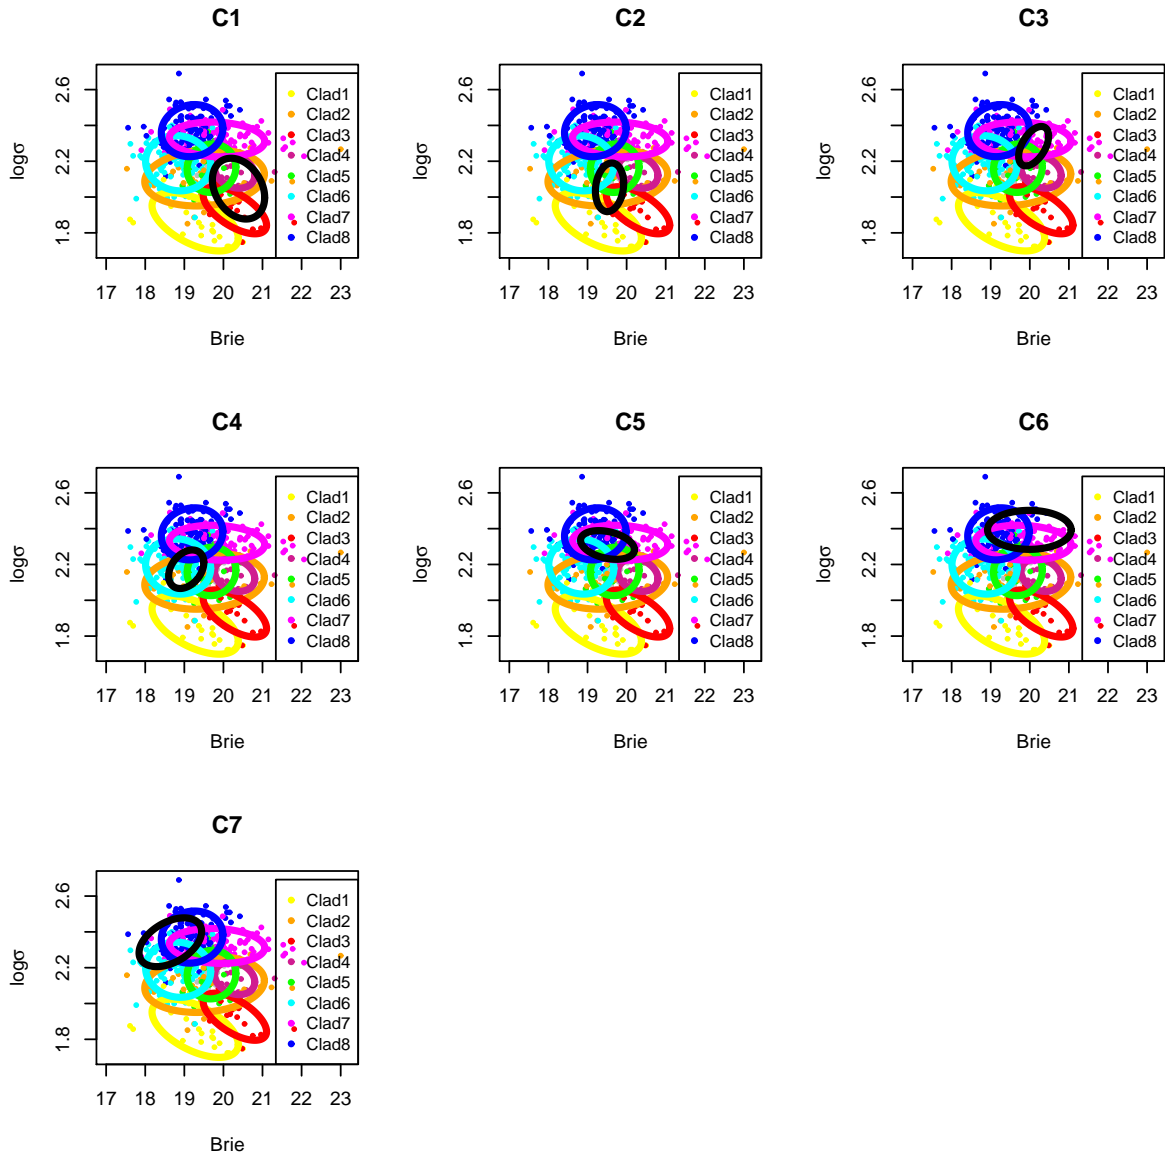 C1
2.6
2.2
1.8
logσ
17 18 19 20 21 22 23
Brie
Clad1
Clad2
Clad3
Clad4
Clad5
Clad6
Clad7
Clad8
C2
2.6
2.2
1.8
logσ
17 18 19 20 21 22 23
Brie
Clad1
Clad2
Clad3
Clad4
Clad5
Clad6
Clad7
Clad8
C3
2.6
2.2
1.8
logσ
17 18 19 20 21 22 23
Brie
Clad1
Clad2
Clad3
Clad4
Clad5
Clad6
Clad7
Clad8
C4
2.6
2.2
1.8
logσ
17 18 19 20 21 22 23
Brie
Clad1
Clad2
Clad3
Clad4
Clad5
Clad6
Clad7
Clad8
C5
2.6
2.2
1.8
logσ
17 18 19 20 21 22 23
Brie
Clad1
Clad2
Clad3
Clad4
Clad5
Clad6
Clad7
Clad8
C6
2.6
2.2
1.8
logσ
17 18 19 20 21 22 23
Brie
Clad1
Clad2
Clad3
Clad4
Clad5
Clad6
Clad7
Clad8
C7
2.6
2.2
1.8
logσ
17 18 19 20 21 22 23
Brie
Clad1
Clad2
Clad3
Clad4
Clad5
Clad6
Clad7
Clad8